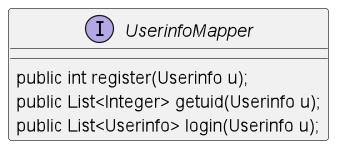 I UserinfoMapper
public int register(Userinfo u);
public List<Integer> getuid(Userinfo u);
public List<Userinfo> login(Userinfo u);